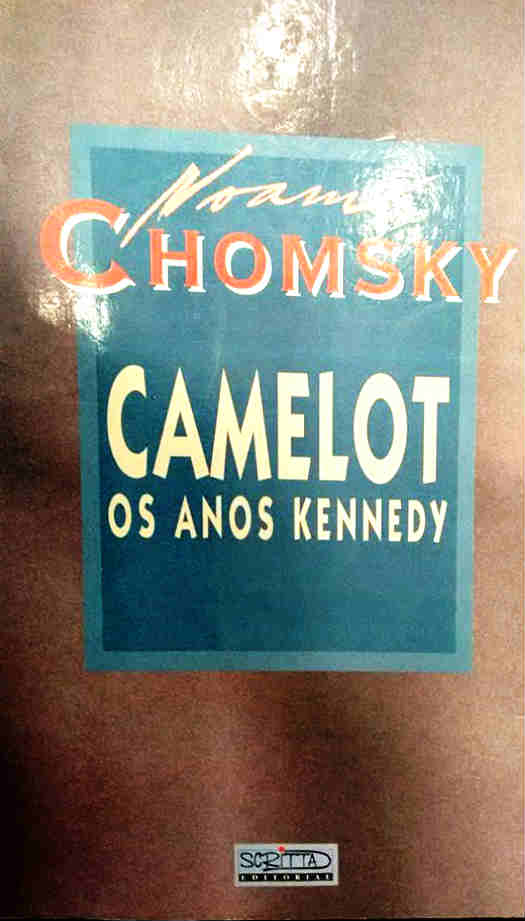 Noam
CHOMSKY
CAMELOT
OS ANOS KENNEDY
SCRITTA
EDITORIAL